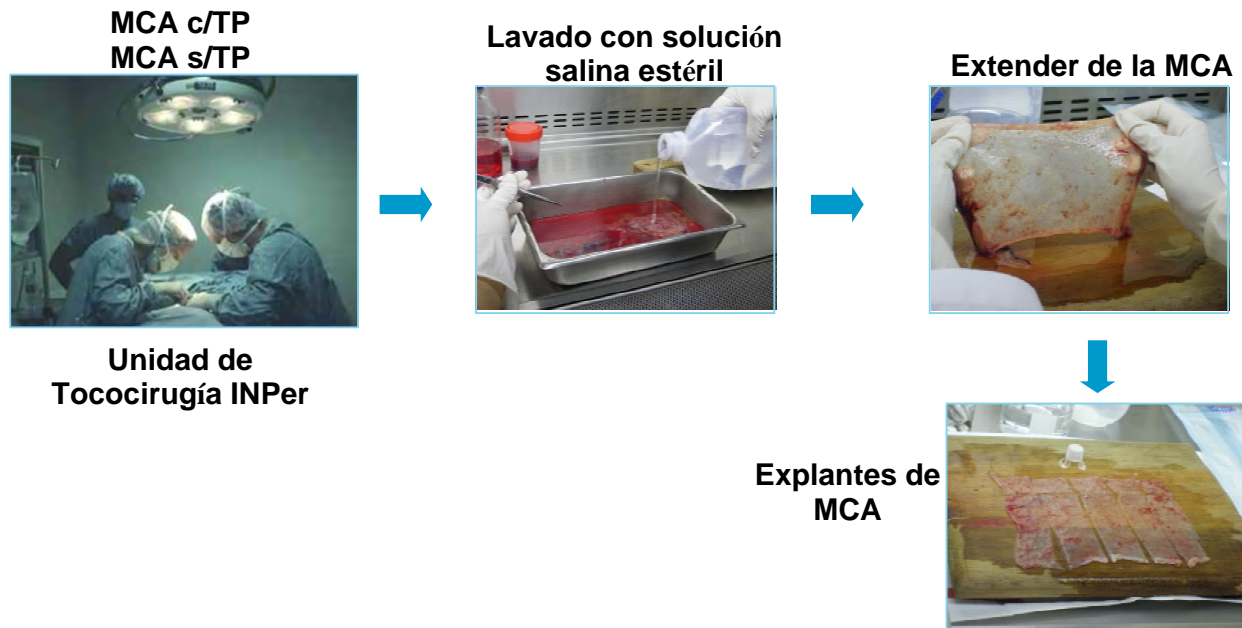 MCA c/TP
MCA s/TP
Lavado con solución
salina estéril
Extender de la MCA
Unidad de
Tococirugía INPer
Explantes de
MCA